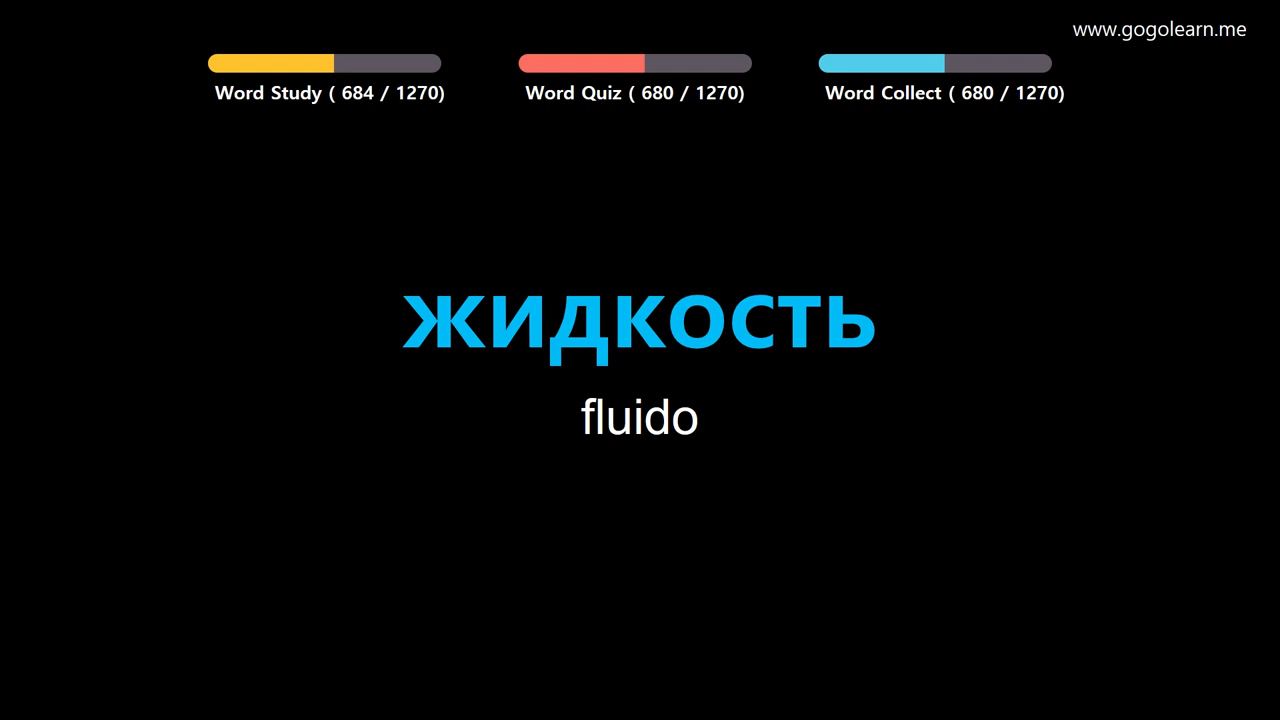 www.gogolearn.me
Word Study ( 684 / 1270)
Word Quiz ( 680 / 1270)
Word Collect ( 680 / 1270)
жидкость
fluido